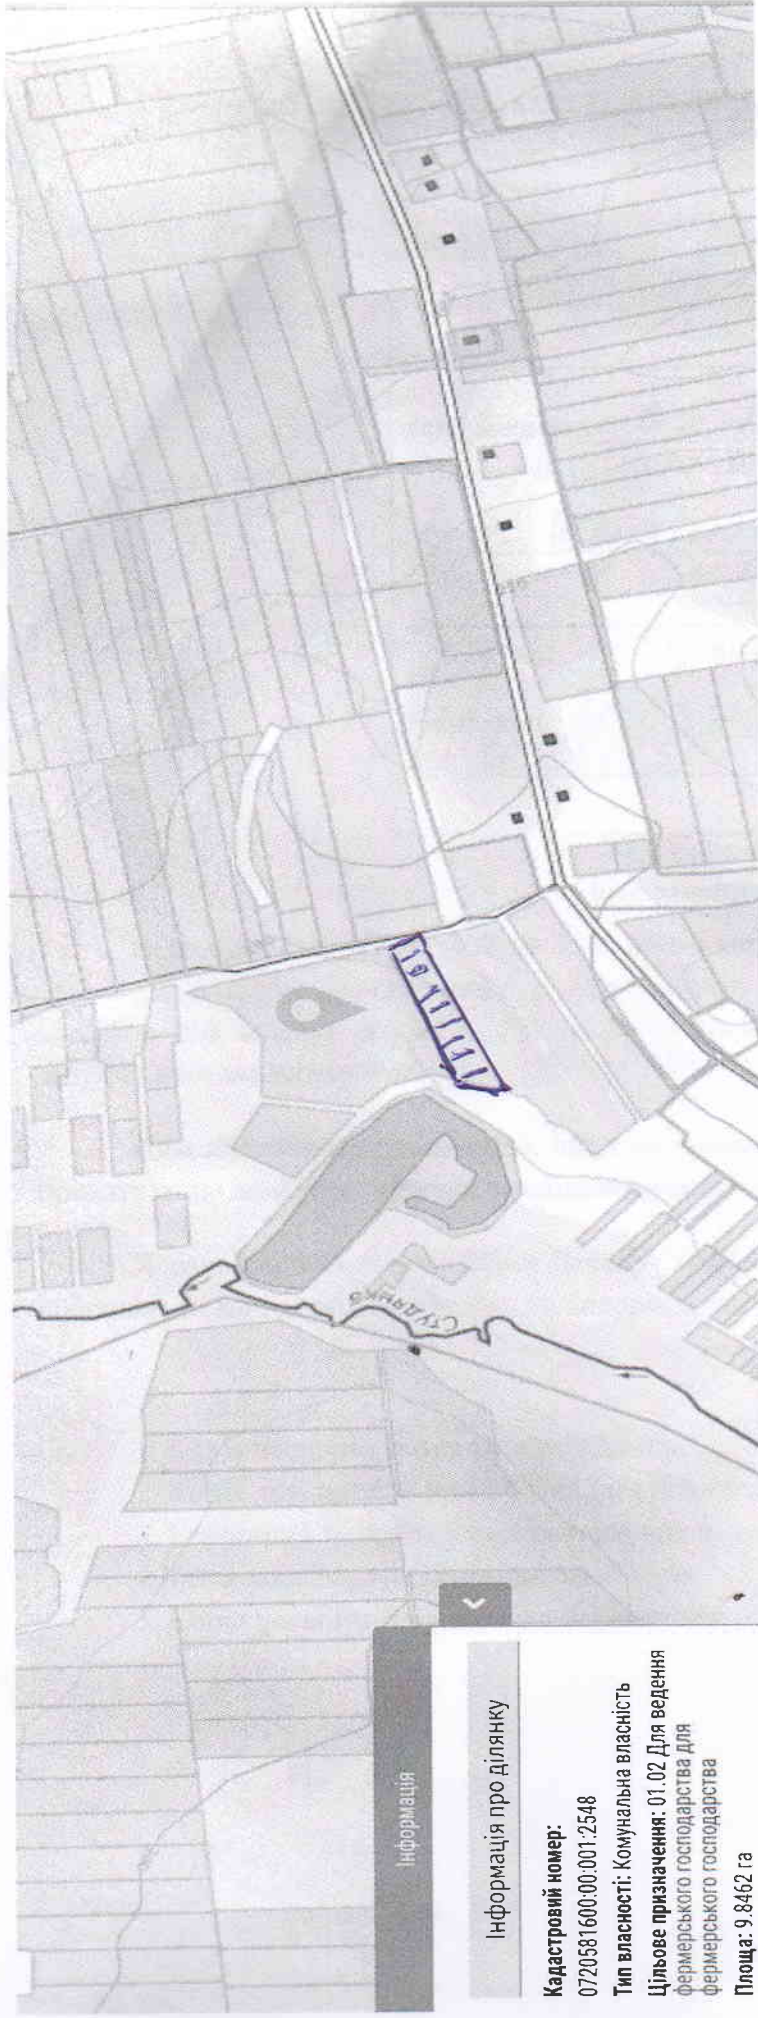 Студянка
Інформація
Інформація про ділянку
Кадастровий номер:
0720581600:00:001:2548
Тип власності: Комунальна власність
Цільове призначення: 01.02 Для ведення
фермерського господарства для
фермерського господарства
Площа: 9.8462 га